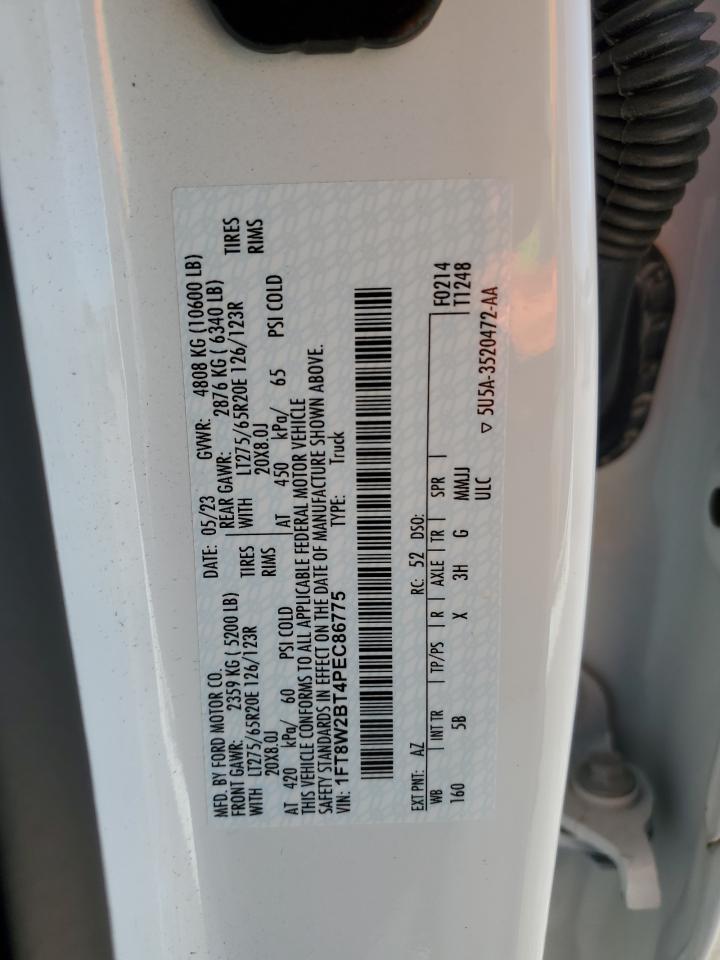 MFD. BY FORD MOTOR CO.
DATE: 05/23 GVWR: 4808 KG (10600 LB)
FRONT GAWR: 2359 KG ( 5200 LB) REAR GAWR: 2876 KG ( 6340 LB)
WITH LT275/65R20E 126/123R TIRES WITH LT275/65R20E 126/123R TIRES
20X8.0J RIMS 20X8.0J RIMS
AT 420 kPa/ 60 PSI COLD AT 450 kPa/ 65 PSI COLD
THIS VEHICLE CONFORMS TO ALL APPLICABLE FEDERAL MOTOR VEHICLE
SAFETY STANDARDS IN EFFECT ON THE DATE OF MANUFACTURE SHOWN ABOVE.
VIN: 1FT8W2BT4PEC86775 TYPE: Truck
F0214
T1248
EXT PNT: AZ RC: 52 DSO:
WB INT TR TP/PS R AXLE TR SPR
160 5B X 3H G MMJJ
ULC
▽ 5U5A-3520472-AA